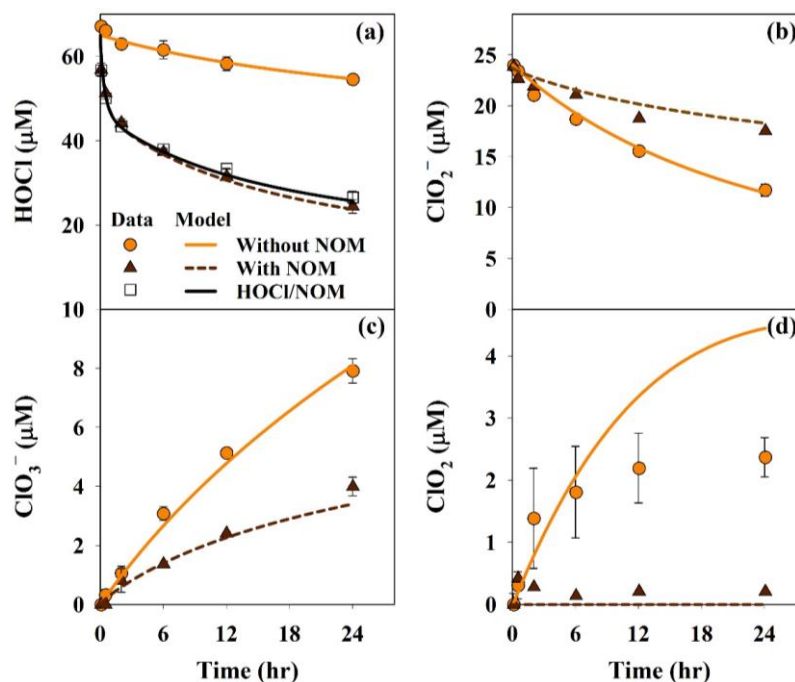 (a)
60
40
20
HOCl (µM)
Data Model
Without NOM
With NOM
HOCl/NOM
(b)
25
20
15
10
5
0
ClO₂⁻ (µM)
(c)
10
8
6
4
2
0
ClO₃⁻ (µM)
0 6 12 18 24
Time (hr)
(d)
4
3
2
1
0
ClO₂ (µM)
0 6 12 18 24
Time (hr)